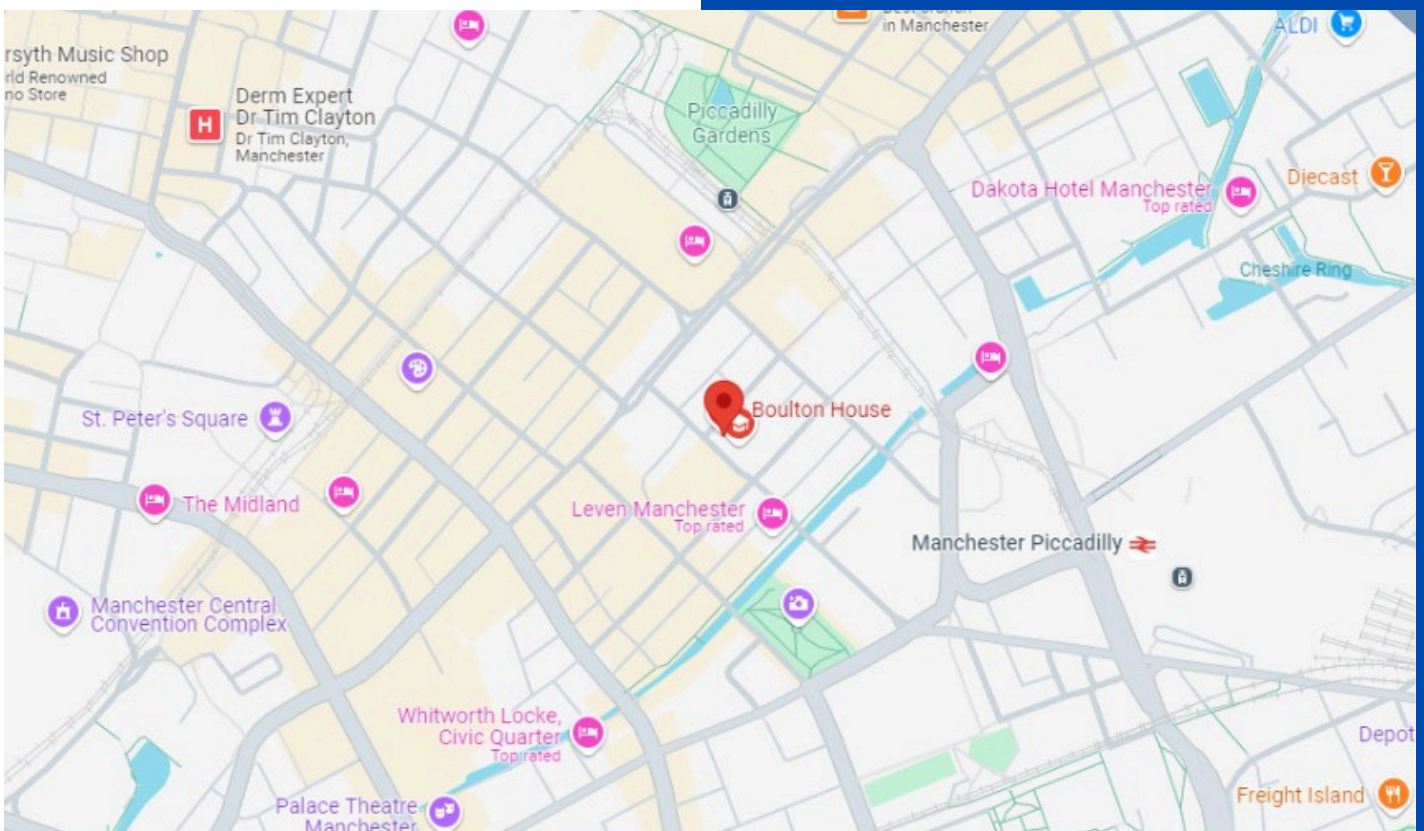 Best branch
in Manchester
ALDI
rsyth Music Shop
rld Renowned
no Store
H
Derm Expert
Dr Tim Clayton
Dr Tim Clayton,
Manchester
Piccadilly
Gardens
Dakota Hotel Manchester
Top rated
Diecast
Cheshire Ring
Boulton House
St. Peter's Square
The Midland
Leven Manchester
Top rated
Manchester Piccadilly
Manchester Central
Convention Complex
Whitworth Locke,
Civic Quarter
Top rated
Depot
Palace Theatre
Manchester
Freight Island